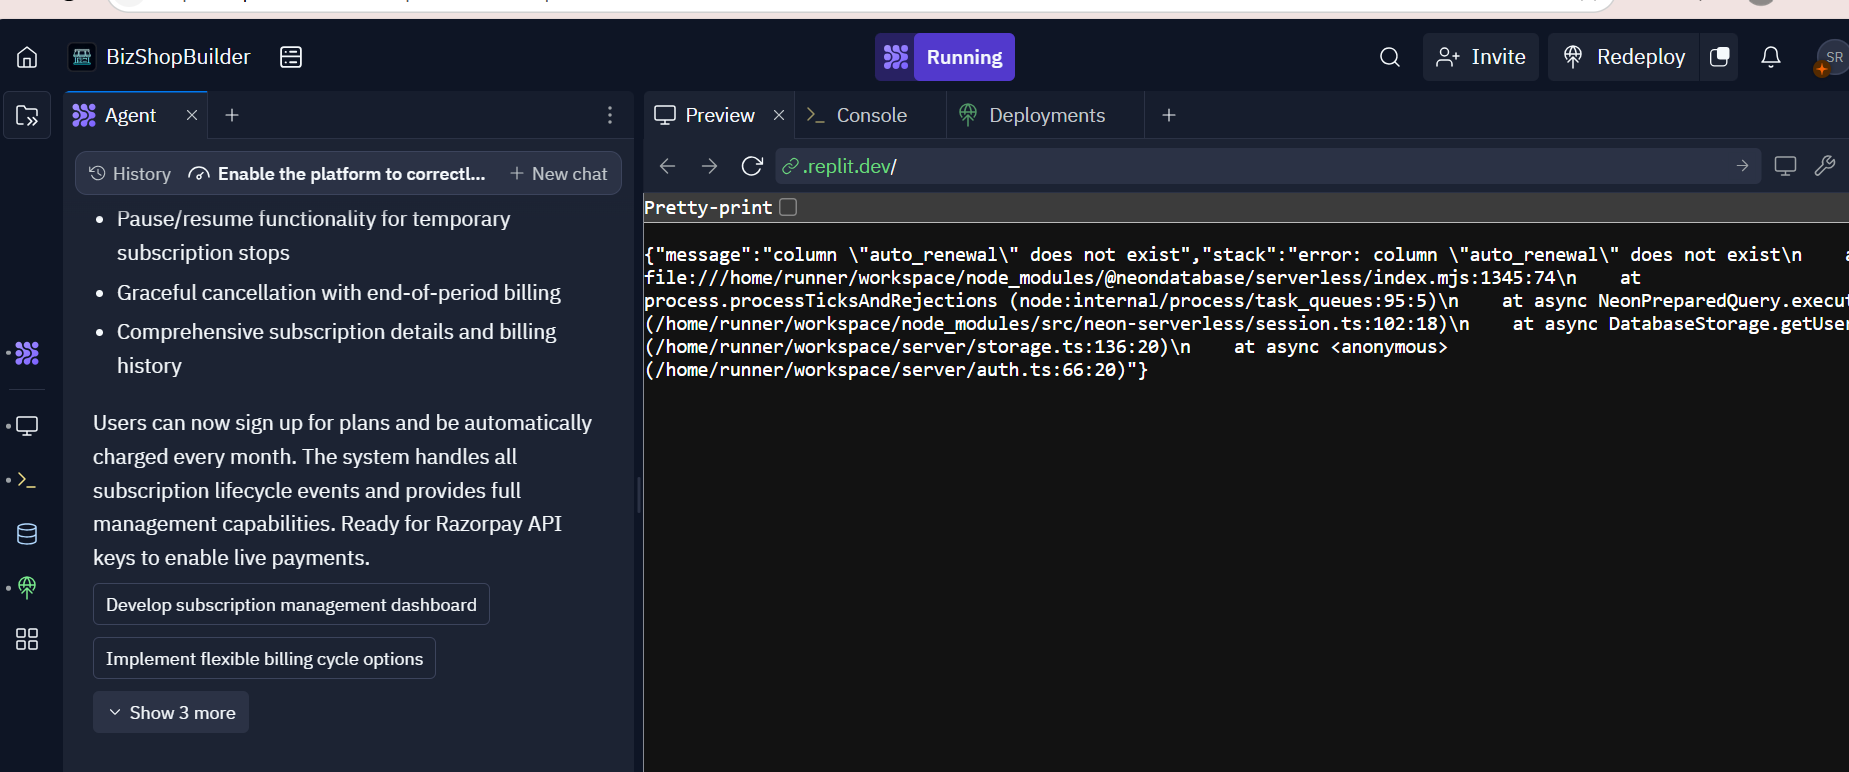 BizShopBuilder
Running
Invite
Redeploy
SR
Agent
Preview
Console
Deployments
History
Enable the platform to correctl...
New chat
.replit.dev/
Pause/resume functionality for temporary
subscription stops
Graceful cancellation with end-of-period billing
Comprehensive subscription details and billing
history
Users can now sign up for plans and be automatically
charged every month. The system handles all
subscription lifecycle events and provides full
management capabilities. Ready for Razorpay API
keys to enable live payments.
Develop subscription management dashboard
Implement flexible billing cycle options
Show 3 more
Pretty-print
{"message":"column \"auto_renewal\" does not exist","stack":"error: column \"auto_renewal\" does not exist\n
file:///home/runner/workspace/node_modules/@neondatabase/serverless/index.mjs:1345:74\n    at
process.processTicksAndRejections (node:internal/process/task_queues:95:5)\n    at async NeonPreparedQuery.execut
(/home/runner/workspace/node_modules/src/neon-serverless/session.ts:102:18)\n    at async DatabaseStorage.getUser
(/home/runner/workspace/server/storage.ts:136:20)\n    at async <anonymous>
(/home/runner/workspace/server/auth.ts:66:20)"}